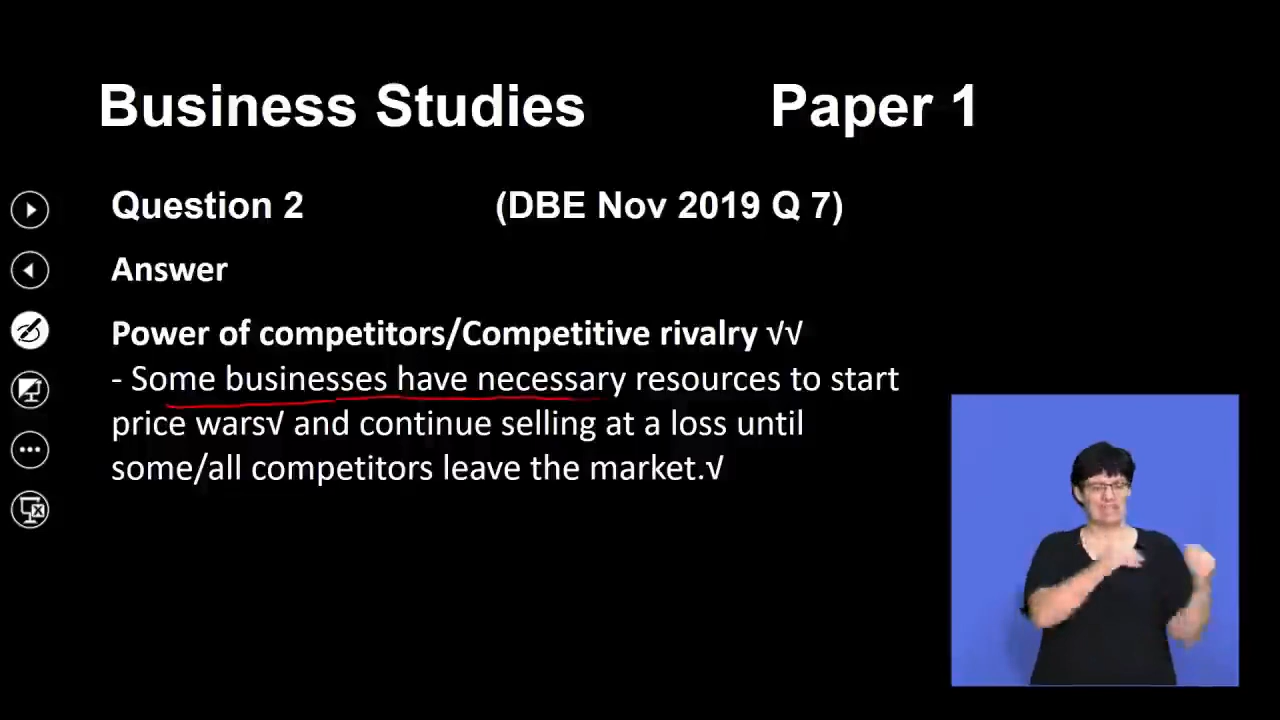 Business Studies Paper 1
Question 2 (DBE Nov 2019 Q 7)
Answer
Power of competitors/Competitive rivalry √√
- Some businesses have necessary resources to start
price wars√ and continue selling at a loss until
some/all competitors leave the market.√